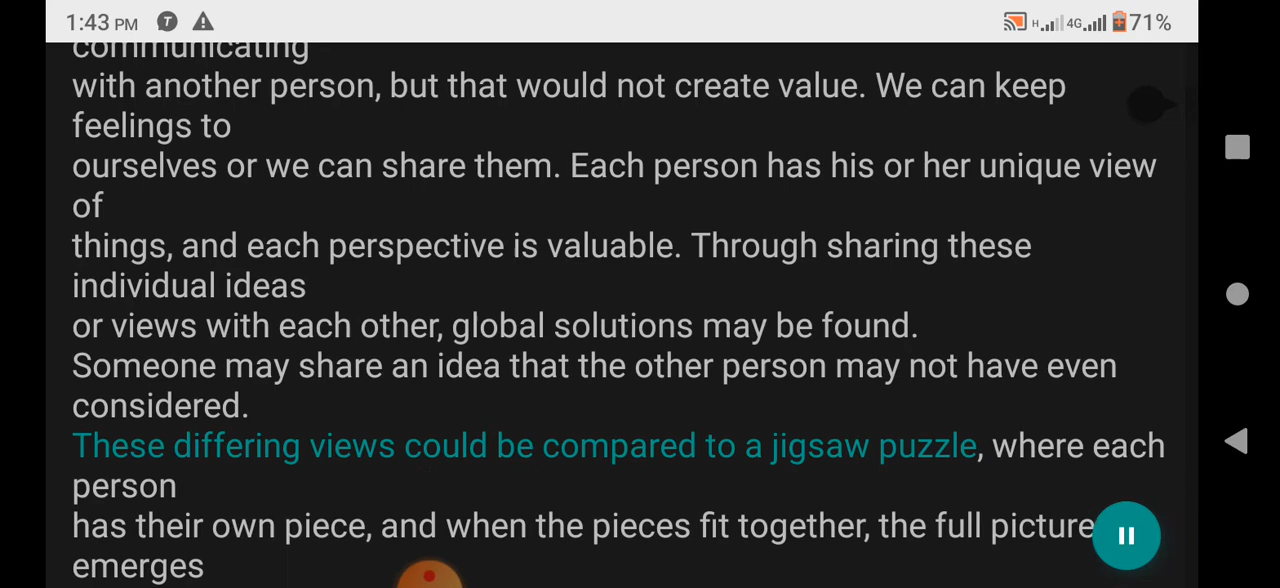 1:43 PM H 4G 71%
communicating
with another person, but that would not create value. We can keep
feelings to
ourselves or we can share them. Each person has his or her unique view
of
things, and each perspective is valuable. Through sharing these
individual ideas
or views with each other, global solutions may be found.
Someone may share an idea that the other person may not have even
considered.
These differing views could be compared to a jigsaw puzzle, where each
person
has their own piece, and when the pieces fit together, the full picture
emerges